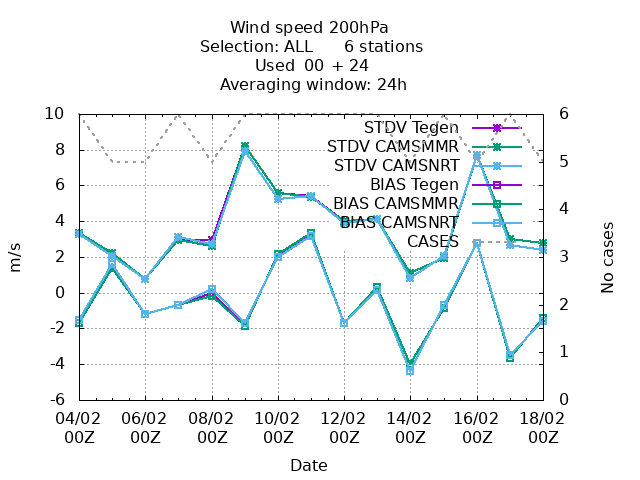 Wind speed 200hPa
Selection: ALL 6 stations
Used 00 + 24
Averaging window: 24h
10
8
6
4
2
0
-2
-4
-6
m/s
6
5
4
3
2
1
0
No cases
STDV Tegen
STDV CAMSMMR
STDV CAMSNRT
BIAS Tegen
BIAS CAMSMMR
BIAS CAMSNRT
CASES
04/02 06/02 08/02 10/02 12/02 14/02 16/02 18/02
00Z 00Z 00Z 00Z 00Z 00Z 00Z 00Z
Date